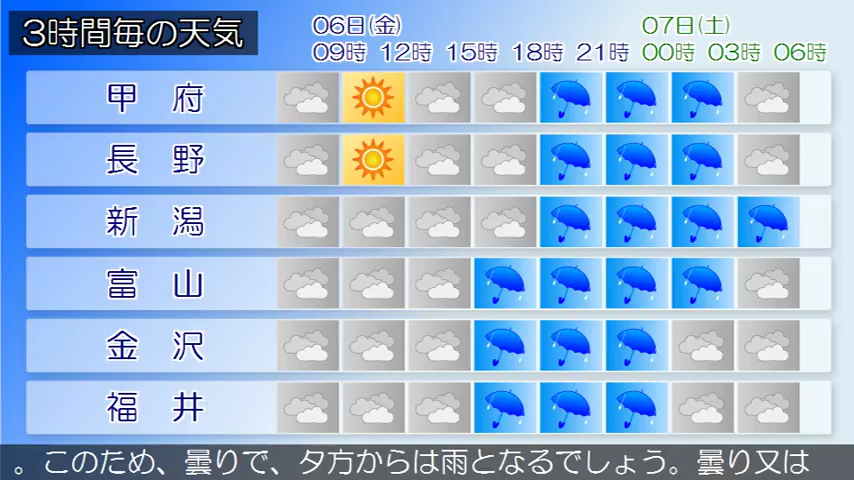 3時間毎の天気
06日(金) 07日(土)
09時 12時 15時 18時 21時 00時 03時 06時
甲 府
長 野
新 潟
富 山
金 沢
福 井
。このため、曇りで、夕方からは雨となるでしょう。曇り又は